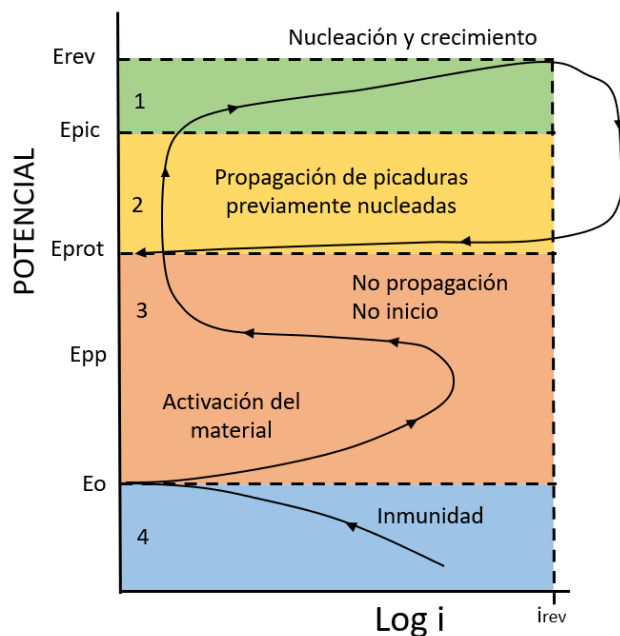 Nucleación y crecimiento
Erev
1
Epic
2
Propagación de picaduras
previamente nucleadas
Eprot
POTENCIAL
3
No propagación
No inicio
Epp
Activación del
material
Eo
Inmunidad
4
Log i
irev